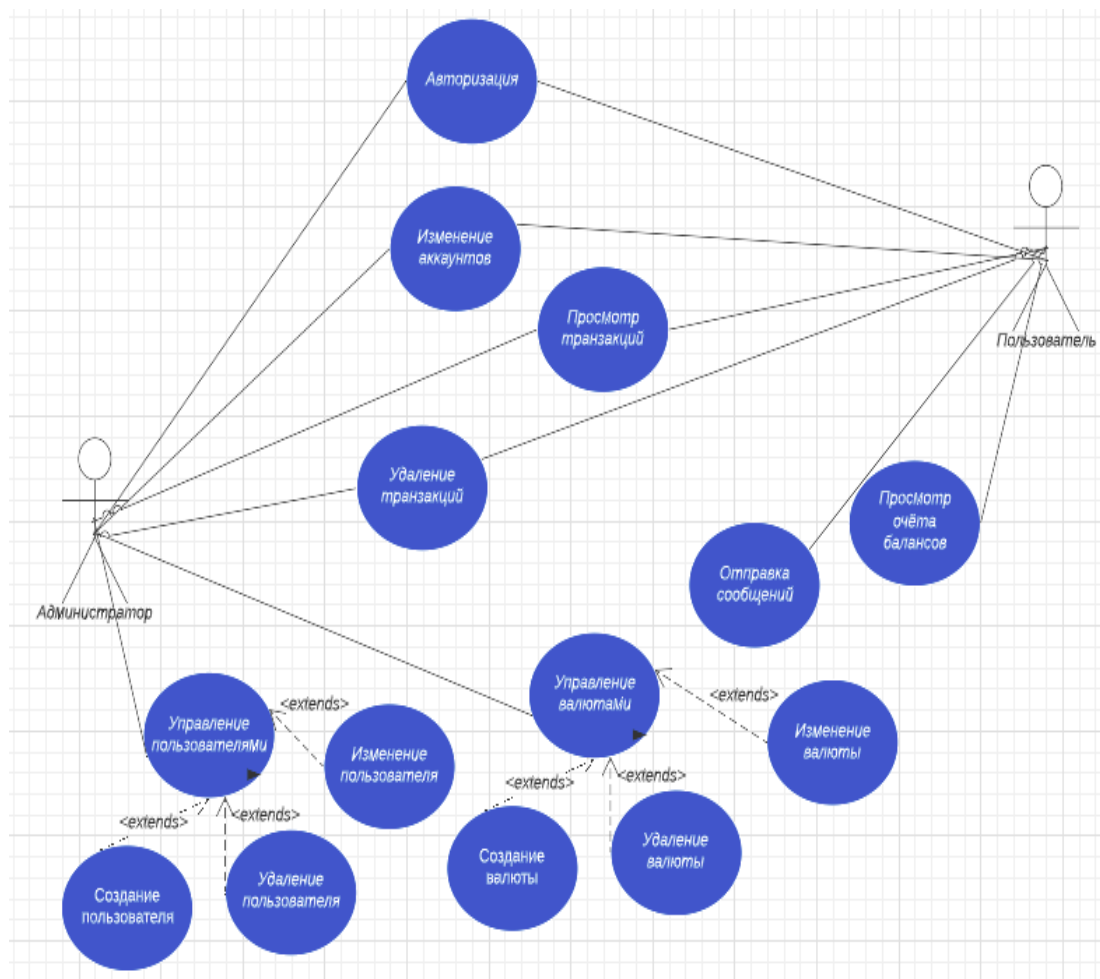 Авторизация
Изменение
аккаунтов
Просмотр
транзакций
Пользователь
Удаление
транзакций
Просмотр
очёта
балансов
Отправка
сообщений
Администратор
Управление
пользователями
<extends>
Изменение
пользователя
<extends>
<extends>
Создание
пользователя
Удаление
пользователя
Управление
валютами
<extends>
Изменение
валюты
<extends>
<extends>
Создание
валюты
Удаление
валюты